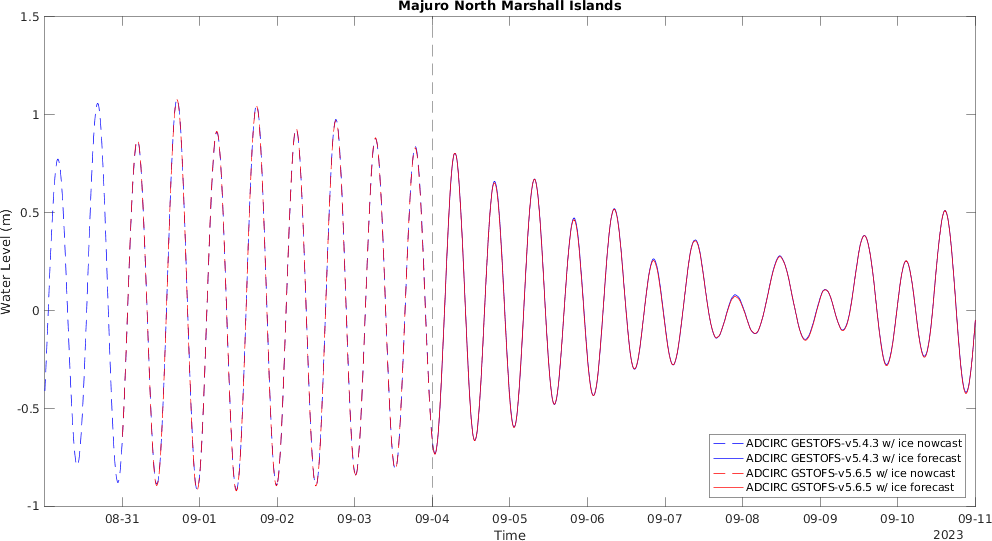 Majuro North Marshall Islands
1.5
1
0.5
0
-0.5
-1
Water Level (m)
08-31
09-01
09-02
09-03
09-04
09-05
09-06
09-07
09-08
09-09
09-10
09-11
Time
2023
ADCIRC GESTOFS-v5.4.3 w/ ice nowcast
ADCIRC GESTOFS-v5.4.3 w/ ice forecast
ADCIRC GSTOFS-v5.6.5 w/ ice nowcast
ADCIRC GSTOFS-v5.6.5 w/ ice forecast